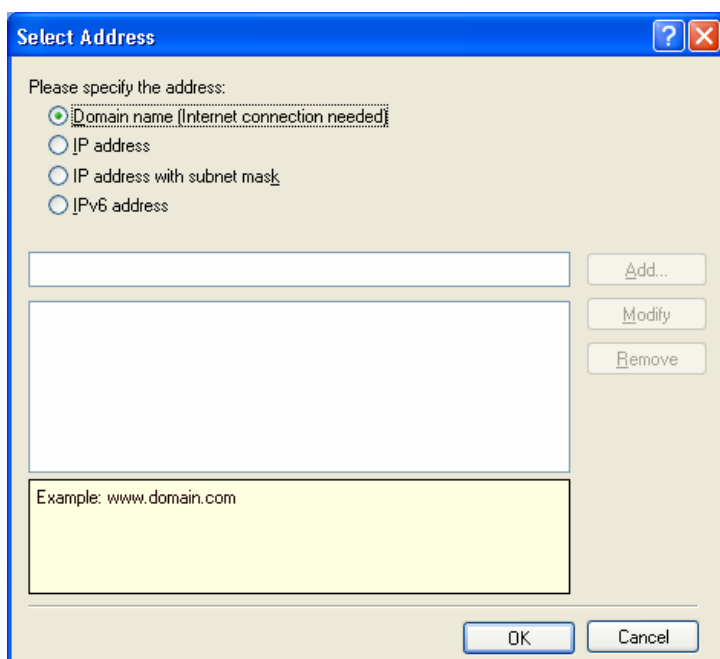 Select Address
Please specify the address:
Domain name (Internet connection needed)
IP address
IP address with subnet mask
IPv6 address
Add...
Modify
Remove
Example: www.domain.com
OK
Cancel